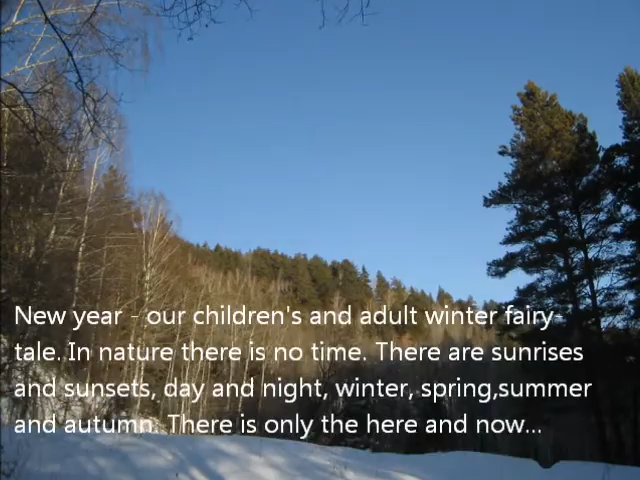 New year - our children's and adult winter fairy-
tale. In nature there is no time. There are sunrises
and sunsets, day and night, winter, spring,summer
and autumn. There is only the here and now...